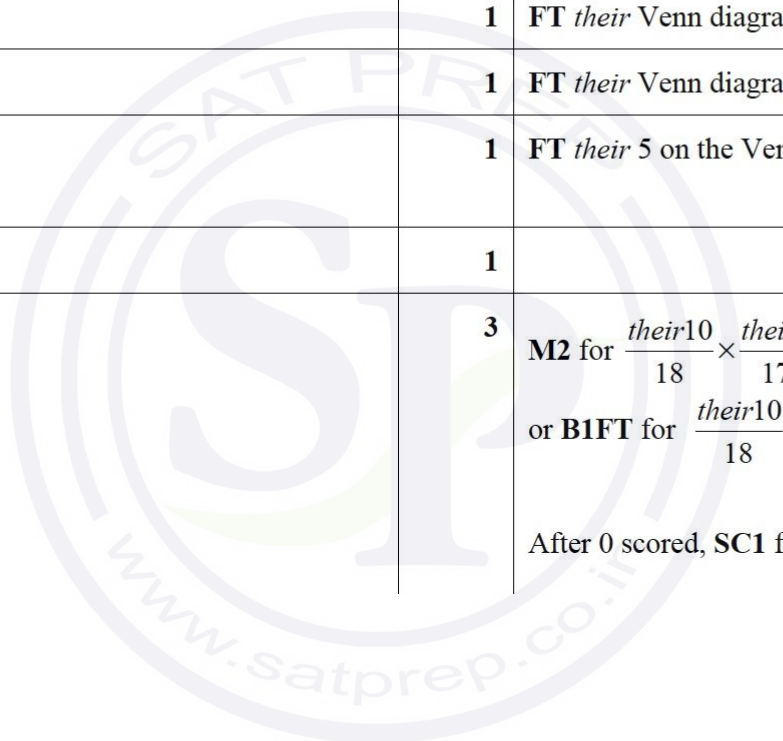 1 FT their Venn diagra
1 FT their Venn diagra
1 FT their 5 on the Ven
1
3 M2 for their10/18 × thei/17
or B1FT for their10/18
After 0 scored, SC1 f
SAT PREP
SP
www.satprep.co.in